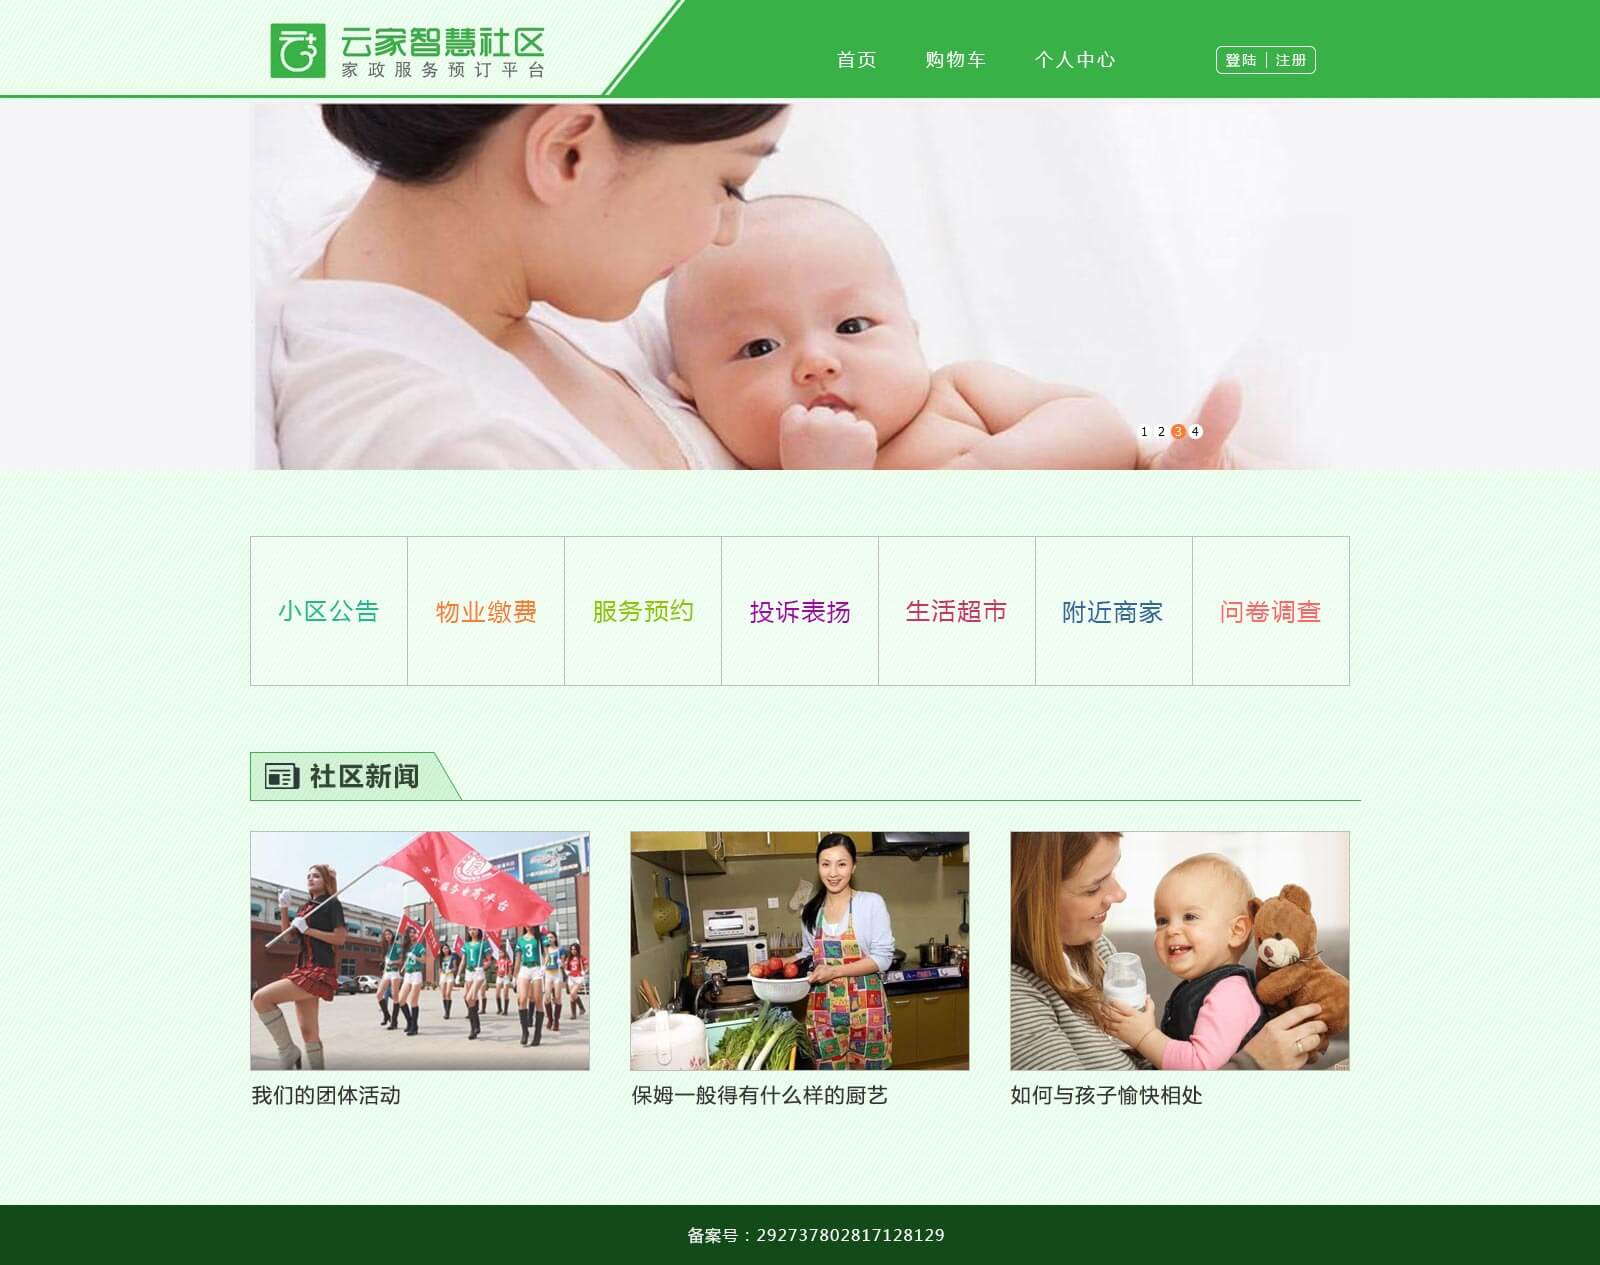 云家智慧社区
家政服务预订平台
首页 购物车 个人中心 登陆 注册
1 2 3 4
小区公告 物业缴费 服务预约 投诉表扬 生活超市 附近商家 问卷调查
社区新闻
我们的团体活动
保姆一般得有什么样的厨艺
如何与孩子愉快相处
备案号：292737802817128129